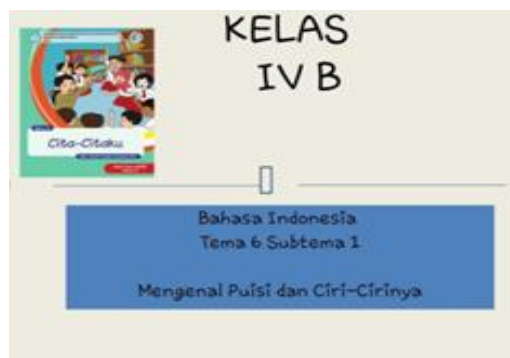 KELAS
IV B
Cita-Citaku
Bahasa Indonesia
Tema 6 Subtema 1
Mengenal Puisi dan Ciri-Cirinya